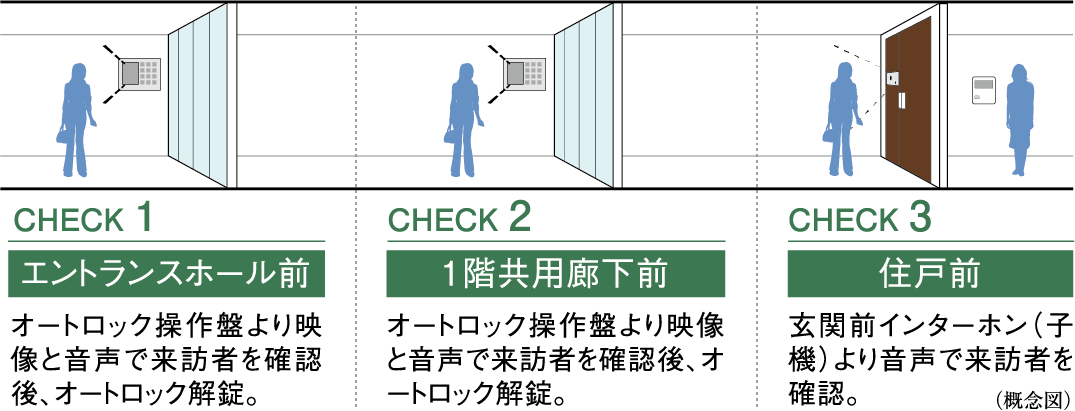 CHECK 1
エントランスホール前
オートロック操作盤より映
像と音声で来訪者を確認
後、オートロック解錠。
CHECK 2
1階共用廊下前
オートロック操作盤より映像
と音声で来訪者を確認後、オ
ートロック解錠。
CHECK 3
住戸前
玄関前インターホン（子
機）より音声で来訪者を
確認。
（概念図）